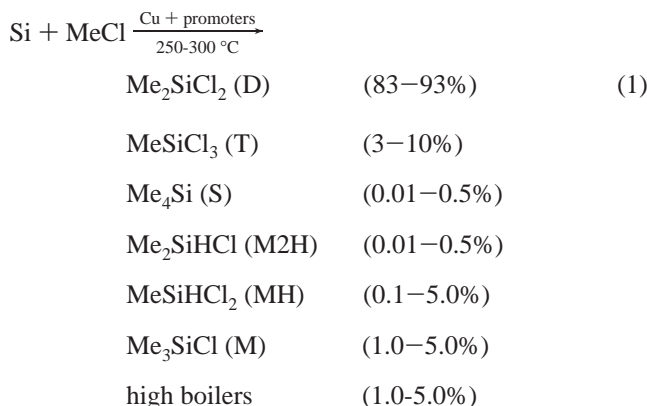 Si + MeCl Cu + promoters
250-300 °C
Me₂SiCl₂ (D) (83−93%) (1)
MeSiCl₃ (T) (3−10%)
Me₄Si (S) (0.01−0.5%)
Me₂SiHCl (M2H) (0.01−0.5%)
MeSiHCl₂ (MH) (0.1−5.0%)
Me₃SiCl (M) (1.0−5.0%)
high boilers (1.0-5.0%)